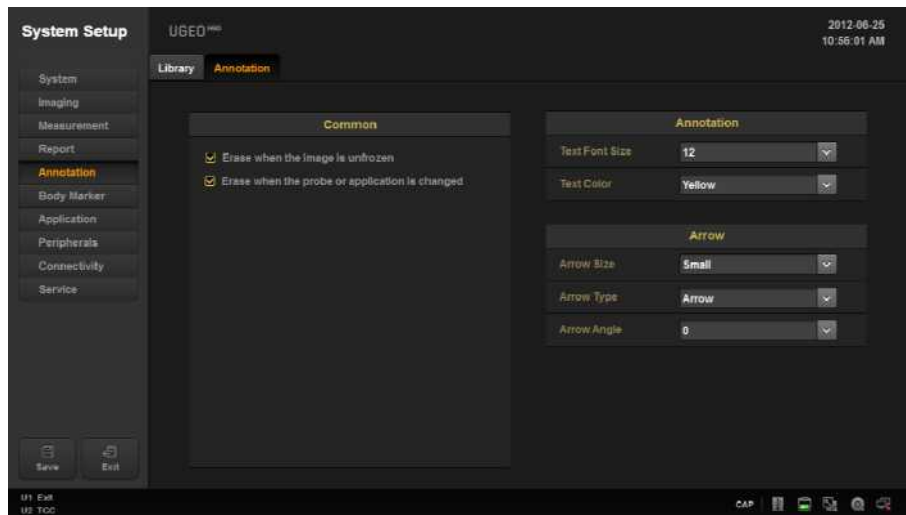 System Setup
UGEO H60
2012-06-25
10:56:01 AM
Library
Annotation
System
Imaging
Measurement
Report
Annotation
Body Marker
Application
Peripherals
Connectivity
Service
Common
Erase when the image is unfrozen
Erase when the probe or application is changed
Annotation
Text Font Size
12
Text Color
Yellow
Arrow
Arrow Size
Small
Arrow Type
Arrow
Arrow Angle
0
Save
Exit
U1 Exit
U2 TGC
CAP